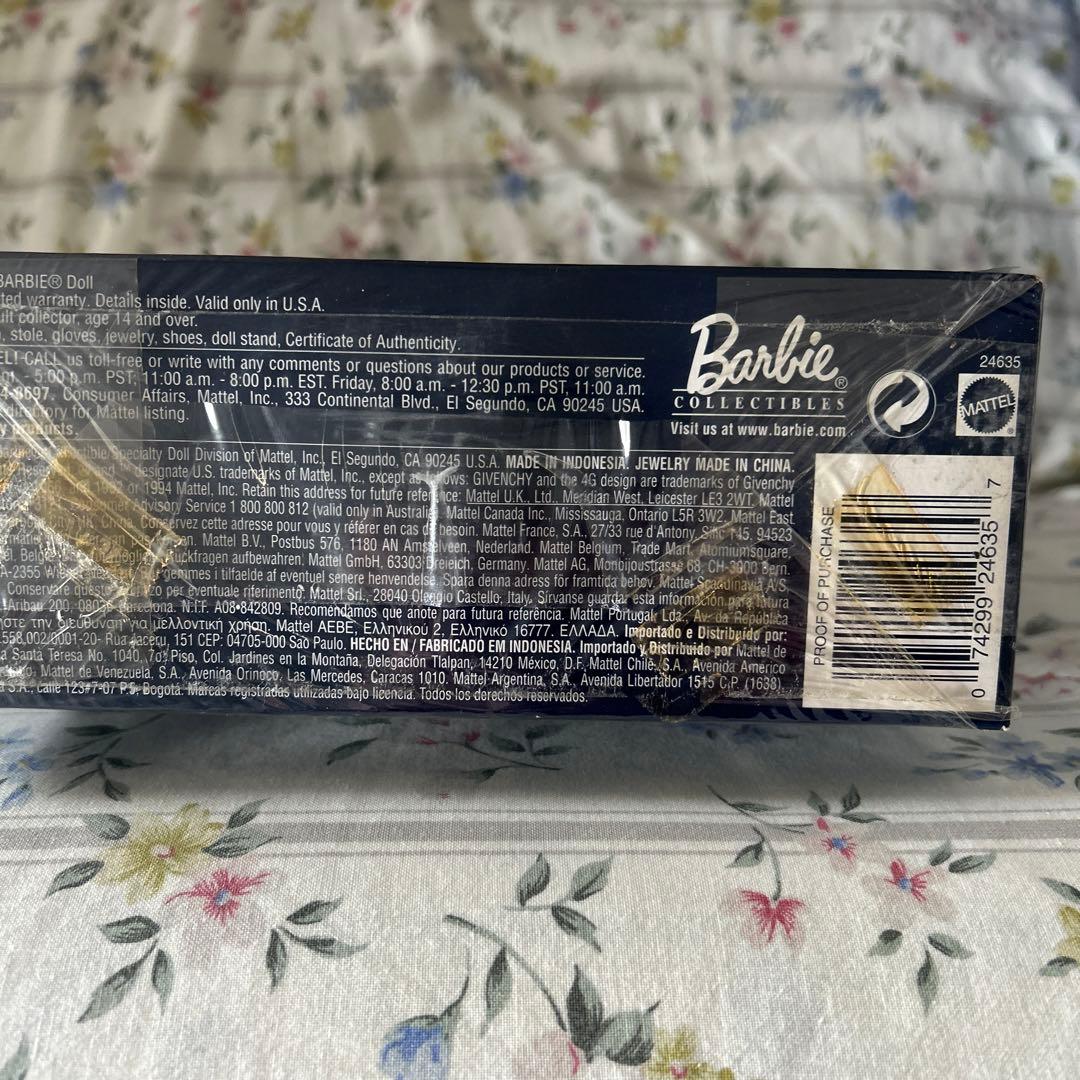 BARBIE® Doll
ted warranty. Details inside. Valid only in U.S.A.
ult collector, age 14 and over.
, stole, gloves, jewelry, shoes, doll stand, Certificate of Authenticity.
CALL us toll-free or write with any comments or questions about our products or service.
- 5:00 p.m. PST, 11:00 a.m. - 8:00 p.m. EST. Friday, 8:00 a.m. - 12:30 p.m. PST, 11:00 a.m.
8697. Consumer Affairs, Mattel, Inc., 333 Continental Blvd., El Segundo, CA 90245 USA.
directory for Mattel listing.
products.
Specialty Doll Division of Mattel, Inc., El Segundo, CA 90245 U.S.A. MADE IN INDONESIA. JEWELRY MADE IN CHINA.
designate U.S. trademarks of Mattel, Inc., except as follows: GIVENCHY and the 4G design are trademarks of Givenchy
or 1994 Mattel, Inc. Retain this address for future reference: Mattel U.K., Ltd., Meridian West, Leicester LE3 2WT. Mattel
Advisory Service 1 800 800 812 (valid only in Australia). Mattel Canada Inc., Mississauga, Ontario L5R 3W2. Mattel East
China. Conservez cette adresse pour vous y référer en cas de besoin. Mattel France, S.A., 27/33 rue d'Antony, Silic 145, 94523
Mattel B.V., Postbus 576, 1180 AN Amstelveen, Nederland. Mattel Belgium, Trade Mart, Atomiumsquare,
Rückfragen aufbewahren. Mattel GmbH, 63303 Dreieich, Germany. Mattel AG, Monbijoustrasse 68, CH-3000 Bern.
A-2355 gemmes i tilfaelde af eventuel senere henvendelse. Spara denna adress för framtida behov. Mattel Scandinavia A/S
Conservare questo per eventuale riferimento. Mattel Srl., 28040 Oleggio Castello, Italy. Sírvanse guardar esta información para futura
Aribau 200, Barcelona. N.I.F. A08-842809. Recomendamos que anote para futura referência. Mattel Portugal Lda., Av. da República
την διεύθυνση μελλοντική χρήση. Mattel AEBE, Ελληνικού 2, Ελληνικό 16777. ΕΛΛΑΔΑ. Importado e Distribuído por:
.558.002/0001-20- Rua Jaceru, 151 CEP: 04705-000 Sao Paulo. HECHO EN / FABRICADO EM INDONESIA. Importado y Distribuido por Mattel de
a Santa Teresa No. 1040, 7o. Piso, Col. Jardines en la Montaña, Delegación Tlalpan, 14210 México, D.F. Mattel Chile, S.A., Avenida Américo
Mattel de Venezuela, S.A., Avenida Orinoco, Las Mercedes, Caracas 1010. Mattel Argentina, S.A., Avenida Libertador 1515 C.P. (1638),
S.A., calle 123#7-07 P.5, Bogotá. Marcas registradas utilizadas bajo licencia. Todos los derechos reservados.
Barbie®
COLLECTIBLES
Visit us at www.barbie.com
24635
MATTEL®
PROOF OF PURCHASE
0 74299 24635 7